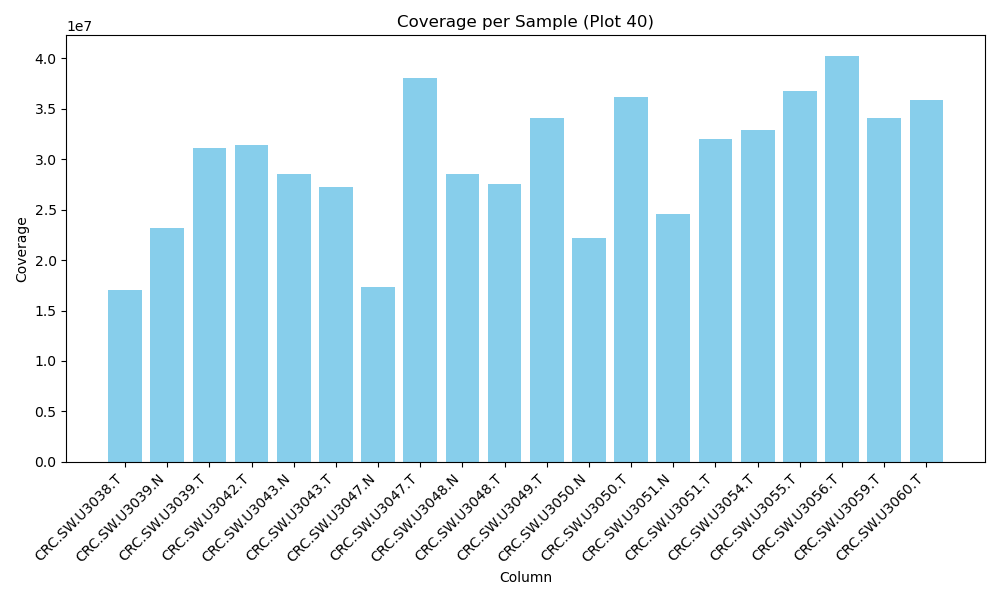 Coverage per Sample (Plot 40)
1e7
4.0
3.5
3.0
2.5
2.0
1.5
1.0
0.5
0.0
Coverage
CRC.SW.U3038.T
CRC.SW.U3039.N
CRC.SW.U3039.T
CRC.SW.U3042.T
CRC.SW.U3043.N
CRC.SW.U3043.T
CRC.SW.U3047.N
CRC.SW.U3047.T
CRC.SW.U3048.N
CRC.SW.U3048.T
CRC.SW.U3049.T
CRC.SW.U3050.N
CRC.SW.U3050.T
CRC.SW.U3051.N
CRC.SW.U3051.T
CRC.SW.U3054.T
CRC.SW.U3055.T
CRC.SW.U3056.T
CRC.SW.U3059.T
CRC.SW.U3060.T
Column